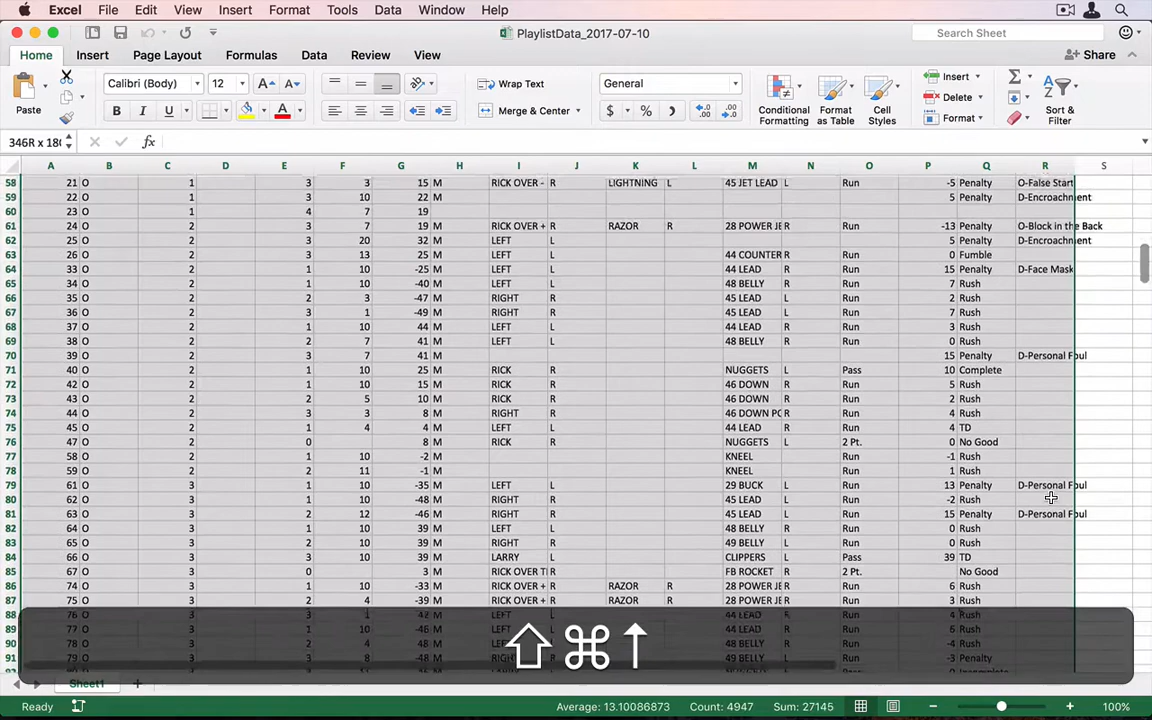 Excel File Edit View Insert Format Tools Data Window Help
PlaylistData_2017-07-10
Search Sheet
Home Insert Page Layout Formulas Data Review View
Share
Paste
Calibri (Body) 12
B I U
Wrap Text
Merge & Center
General
$ %
Conditional Formatting
Format as Table
Cell Styles
Insert
Delete
Format
Sort & Filter
346R x 18C
fx
A B C D E F G H I J K L M N O P Q R S
58 21 O 1 3 3 15 M RICK OVER - R LIGHTNING L 45 JET LEAD L Run -5 Penalty O-False Start
59 22 O 1 3 10 22 M 5 Penalty D-Encroachment
60 23 O 1 4 7 19
61 24 O 2 3 7 19 M RICK OVER + R RAZOR R 28 POWER JE R Run -13 Penalty O-Block in the Back
62 25 O 2 3 20 32 M LEFT L 5 Penalty D-Encroachment
63 26 O 2 3 13 25 M LEFT L 44 COUNTER R Run 0 Fumble
64 33 O 2 1 10 -25 M LEFT L 44 LEAD R Run 15 Penalty D-Face Mask
65 34 O 2 1 10 -40 M LEFT L 48 BELLY R Run 7 Rush
66 35 O 2 2 3 -47 M RIGHT R 45 LEAD L Run 2 Rush
67 36 O 2 3 1 -49 M RIGHT R 45 LEAD L Run 7 Rush
68 37 O 2 1 10 44 M LEFT L 44 LEAD R Run 3 Rush
69 38 O 2 2 7 41 M LEFT L 48 BELLY R Run 0 Rush
70 39 O 2 3 7 41 M 15 Penalty D-Personal Foul
71 40 O 2 1 10 25 M RICK R NUGGETS L Pass 10 Complete
72 42 O 2 1 10 15 M RICK R 46 DOWN R Run 5 Rush
73 43 O 2 2 5 10 M RICK R 46 DOWN R Run 2 Rush
74 44 O 2 3 3 8 M RIGHT R 46 DOWN PO R Run 4 Rush
75 45 O 2 1 4 4 M LEFT L 44 LEAD R Run 4 TD
76 47 O 2 0 8 M RICK R NUGGETS L 2 Pt. 0 No Good
77 58 O 2 1 10 -2 M KNEEL Run -1 Rush
78 59 O 2 2 11 -1 M KNEEL Run 1 Rush
79 61 O 3 1 10 -35 M LEFT L 29 BUCK L Run 13 Penalty D-Personal Foul
80 62 O 3 1 10 -48 M RIGHT R 45 LEAD L Run -2 Rush
81 63 O 3 2 12 -46 M RIGHT R 45 LEAD L Run 15 Penalty D-Personal Foul
82 64 O 3 1 10 39 M LEFT L 48 BELLY R Run 0 Rush
83 65 O 3 2 10 39 M RIGHT R 49 BELLY L Run 0 Rush
84 66 O 3 3 10 39 M LARRY L CLIPPERS L Pass 39 TD
85 67 O 3 0 3 M RICK OVER TI R FB ROCKET R 2 Pt. No Good
86 74 O 3 1 10 -33 M RICK OVER + R RAZOR R 28 POWER JE R Run 6 Rush
87 75 O 3 2 4 -39 M RICK OVER + R RAZOR R 28 POWER JE R Run 3 Rush
88 76 O 3 3 1 -42 M LEFT L 44 LEAD R Run 4 Rush
89 77 O 3 1 10 -46 M LEFT L 44 LEAD R Run 6 Rush
90 78 O 3 2 4 48 M LEFT L 48 BELLY R Run -4 Rush
91 79 O 3 3 8 -48 M RIGHT R 49 BELLY L Run -3 Penalty
⇧⌘↑
Sheet1 +
Ready Average: 13.10086873 Count: 4947 Sum: 27145 100%